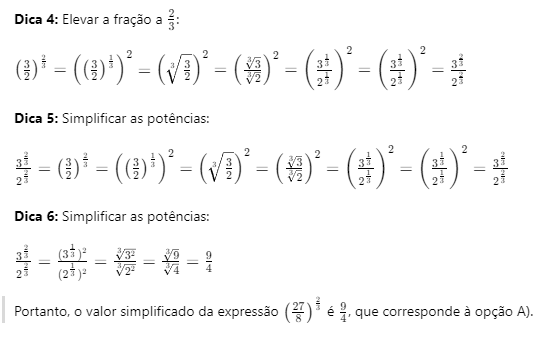 Dica 4: Elevar a fração a $\frac{2}{3}$:
$\left(\frac{3}{2}\right)^{\frac{2}{3}} = \left(\left(\frac{3}{2}\right)^{\frac{1}{3}}\right)^2 = \left(\sqrt[3]{\frac{3}{2}}\right)^2 = \left(\frac{\sqrt[3]{3}}{\sqrt[3]{2}}\right)^2 = \left(\frac{3^{\frac{1}{3}}}{2^{\frac{1}{3}}}\right)^2 = \left(\frac{3^{\frac{1}{3}}}{2^{\frac{1}{3}}}\right)^2 = \frac{3^{\frac{2}{3}}}{2^{\frac{2}{3}}}$
Dica 5: Simplificar as potências:
$\frac{3^{\frac{2}{3}}}{2^{\frac{2}{3}}} = \left(\frac{3}{2}\right)^{\frac{2}{3}} = \left(\left(\frac{3}{2}\right)^{\frac{1}{3}}\right)^2 = \left(\sqrt[3]{\frac{3}{2}}\right)^2 = \left(\frac{\sqrt[3]{3}}{\sqrt[3]{2}}\right)^2 = \left(\frac{3^{\frac{1}{3}}}{2^{\frac{1}{3}}}\right)^2 = \left(\frac{3^{\frac{1}{3}}}{2^{\frac{1}{3}}}\right)^2 = \frac{3^{\frac{2}{3}}}{2^{\frac{2}{3}}}$
Dica 6: Simplificar as potências:
$\frac{3^{\frac{2}{3}}}{2^{\frac{2}{3}}} = \frac{(3^{\frac{1}{3}})^2}{(2^{\frac{1}{3}})^2} = \frac{\sqrt[3]{3^2}}{\sqrt[3]{2^2}} = \frac{\sqrt[3]{9}}{\sqrt[3]{4}} = \frac{9}{4}$
Portanto, o valor simplificado da expressão $\left(\frac{27}{8}\right)^{\frac{2}{3}}$ é $\frac{9}{4}$, que corresponde à opção A).